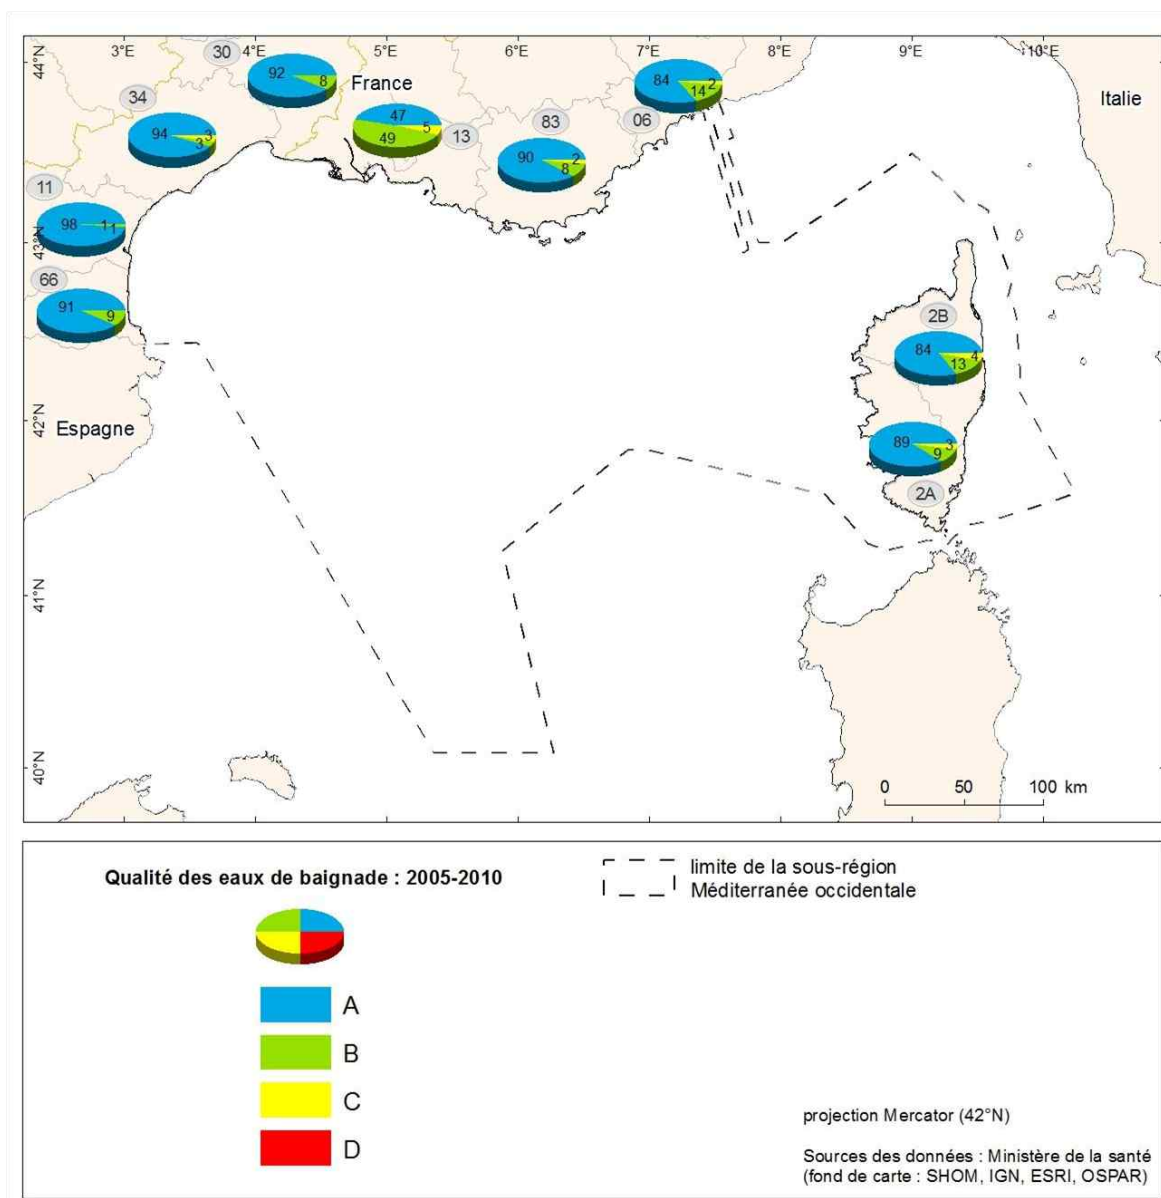 3°E 4°E 5°E 6°E 7°E 8°E 9°E 10°E
44°N
43°N
42°N
41°N
40°N
30
92 8
France
34
94 3 3
47 5 49
13
83
90 2 8
06
84 2 14
Italie
11
98 1 1
66
91 9
Espagne
2B
84 4 13
89 3 9
2A
0 50 100 km
Qualité des eaux de baignade : 2005-2010
A
B
C
D
limite de la sous-région
Méditerranée occidentale
projection Mercator (42°N)
Sources des données : Ministère de la santé
(fond de carte : SHOM, IGN, ESRI, OSPAR)